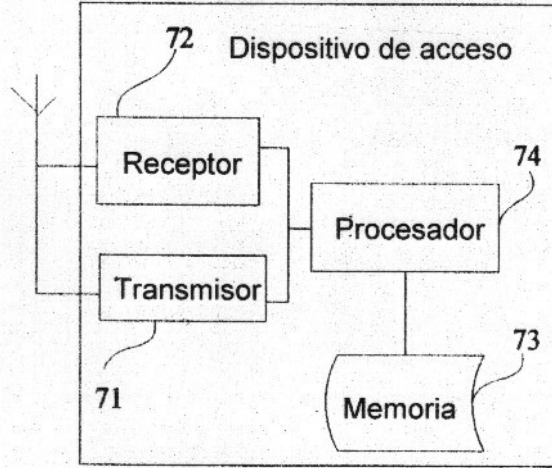 Dispositivo de acceso
72
Receptor
74
Procesador
Transmisor
71
73
Memoria